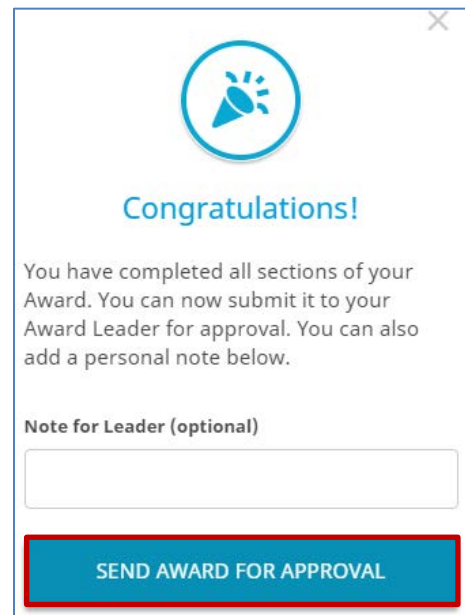 Congratulations!
You have completed all sections of your
Award. You can now submit it to your
Award Leader for approval. You can also
add a personal note below.
Note for Leader (optional)
SEND AWARD FOR APPROVAL